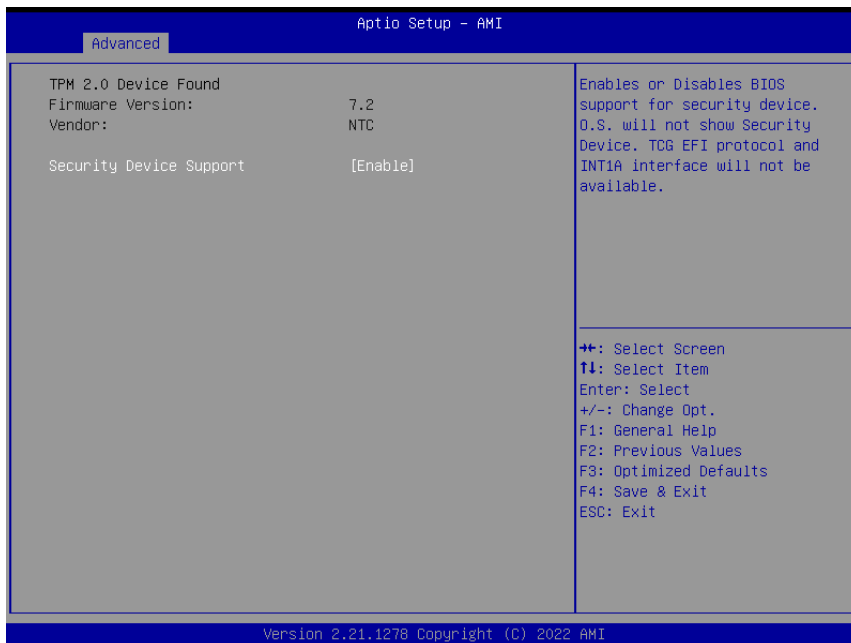 Aptio Setup – AMI
Advanced
TPM 2.0 Device Found
Firmware Version: 7.2
Vendor: NTC
Security Device Support [Enable]
Enables or Disables BIOS
support for security device.
O.S. will not show Security
Device. TCG EFI protocol and
INT1A interface will not be
available.
→←: Select Screen
↑↓: Select Item
Enter: Select
+/-: Change Opt.
F1: General Help
F2: Previous Values
F3: Optimized Defaults
F4: Save & Exit
ESC: Exit
Version 2.21.1278 Copyright (C) 2022 AMI